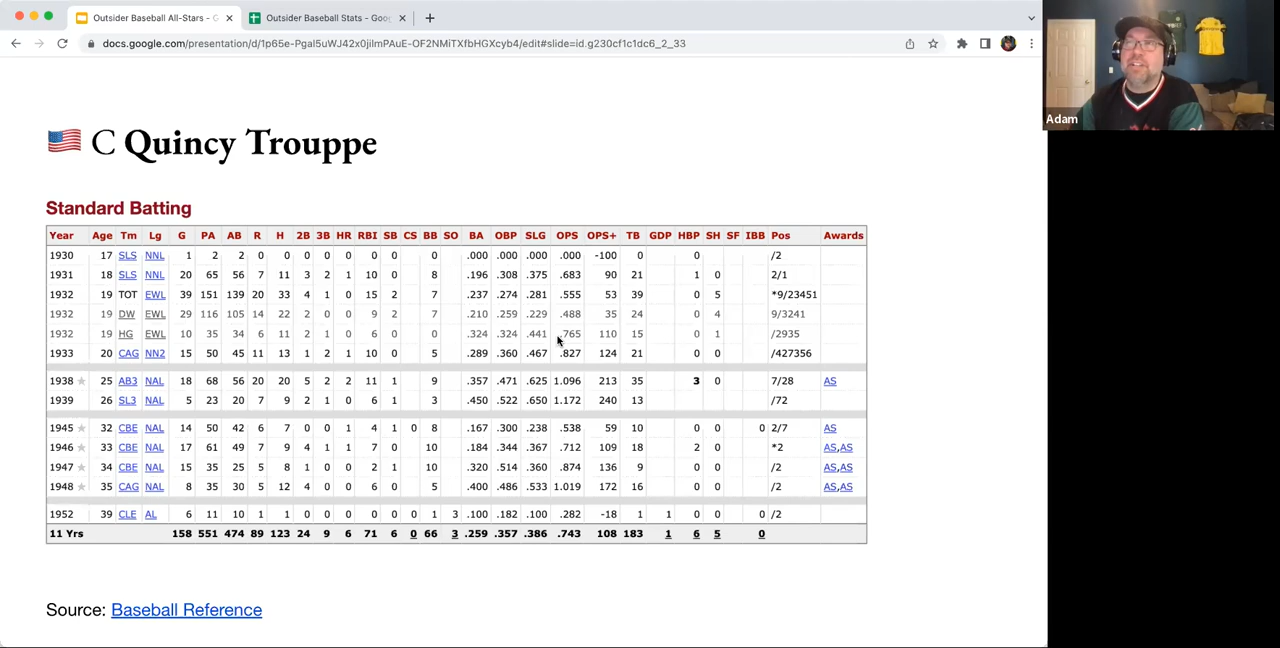 Outsider Baseball All-Stars - G
Outsider Baseball Stats - Goog
docs.google.com/presentation/d/1p65e-Pgal5uWJ42x0jilmPAuE-OF2NMiTXfbHGXcyb4/edit#slide=id.g230cf1c1dc6_2_33
Adam
C Quincy Trouppe
Standard Batting
Year Age Tm Lg G PA AB R H 2B 3B HR RBI SB CS BB SO BA OBP SLG OPS OPS+ TB GDP HBP SH SF IBB Pos Awards
1930 17 SLS NNL 1 2 2 0 0 0 0 0 0 0 0 .000 .000 .000 .000 -100 0 0 /2
1931 18 SLS NNL 20 65 56 7 11 3 2 1 10 0 8 .196 .308 .375 .683 90 21 1 0 2/1
1932 19 TOT EWL 39 151 139 20 33 4 1 0 15 2 7 .237 .274 .281 .555 53 39 0 5 *9/23451
1932 19 DW EWL 29 116 105 14 22 2 0 0 9 2 7 .210 .259 .229 .488 35 24 0 4 9/3241
1932 19 HG EWL 10 35 34 6 11 2 1 0 6 0 0 .324 .324 .441 .765 110 15 0 1 /2935
1933 20 CAG NN2 15 50 45 11 13 1 2 1 10 0 5 .289 .360 .467 .827 124 21 0 0 /427356
1938 25 AB3 NAL 18 68 56 20 20 5 2 2 11 1 9 .357 .471 .625 1.096 213 35 3 0 7/28 AS
1939 26 SL3 NAL 5 23 20 7 9 2 1 0 6 1 3 .450 .522 .650 1.172 240 13 0 0 /72
1945 32 CBE NAL 14 50 42 6 7 0 0 1 4 1 0 8 .167 .300 .238 .538 59 10 0 0 0 2/7 AS
1946 33 CBE NAL 17 61 49 7 9 4 1 1 7 0 10 .184 .344 .367 .712 109 18 2 0 *2 AS,AS
1947 34 CBE NAL 15 35 25 5 8 1 0 0 2 1 10 .320 .514 .360 .874 136 9 0 0 /2 AS,AS
1948 35 CAG NAL 8 35 30 5 12 4 0 0 6 0 5 .400 .486 .533 1.019 172 16 0 0 /2 AS,AS
1952 39 CLE AL 6 11 10 1 1 0 0 0 0 0 0 1 3 .100 .182 .100 .282 -18 1 1 0 0 0 /2
11 Yrs 158 551 474 89 123 24 9 6 71 6 0 66 3 .259 .357 .386 .743 108 183 1 6 5 0
Source: Baseball Reference